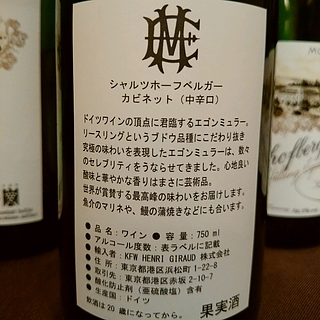 EMC
シャルツホーフベルガー
カビネット（中辛口）
ドイツワインの頂点に君臨するエゴンミュラー。
リースリングというブドウ品種にこだわり抜き
究極の味わいを表現したエゴンミュラーは、数々
のセレブリティをうならせてきました。心地良い
酸味と華やかな香りはまさに芸術品。
世界が賞賛する最高峰の味わいをお届けします。
魚介のマリネや、鰻の蒲焼きなどにも合います。
● 品名：ワイン ● 容量：750 ml
● アルコール度数：表ラベルに記載
● 輸入者：KFW HENRI GIRAUD 株式会社
● 住所：東京都港区浜松町 1-22-8
● 引取先：東京都港区赤坂 2-10-7
● 酸化防止剤（亜硫酸塩）含有
● 生産国：ドイツ
飲酒は20歳になってから。
果実酒
MO
hofberg